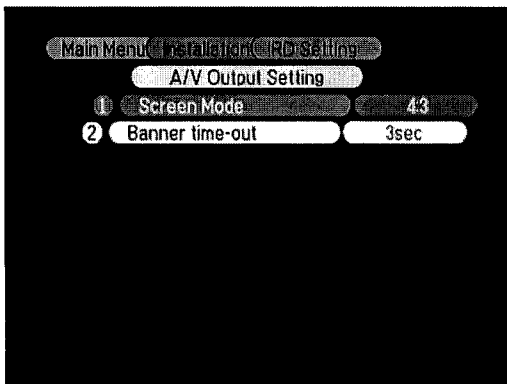 Main Menu Installation RD Setting
A/V Output Setting
1 Screen Mode 4:3
2 Banner time-out 3sec